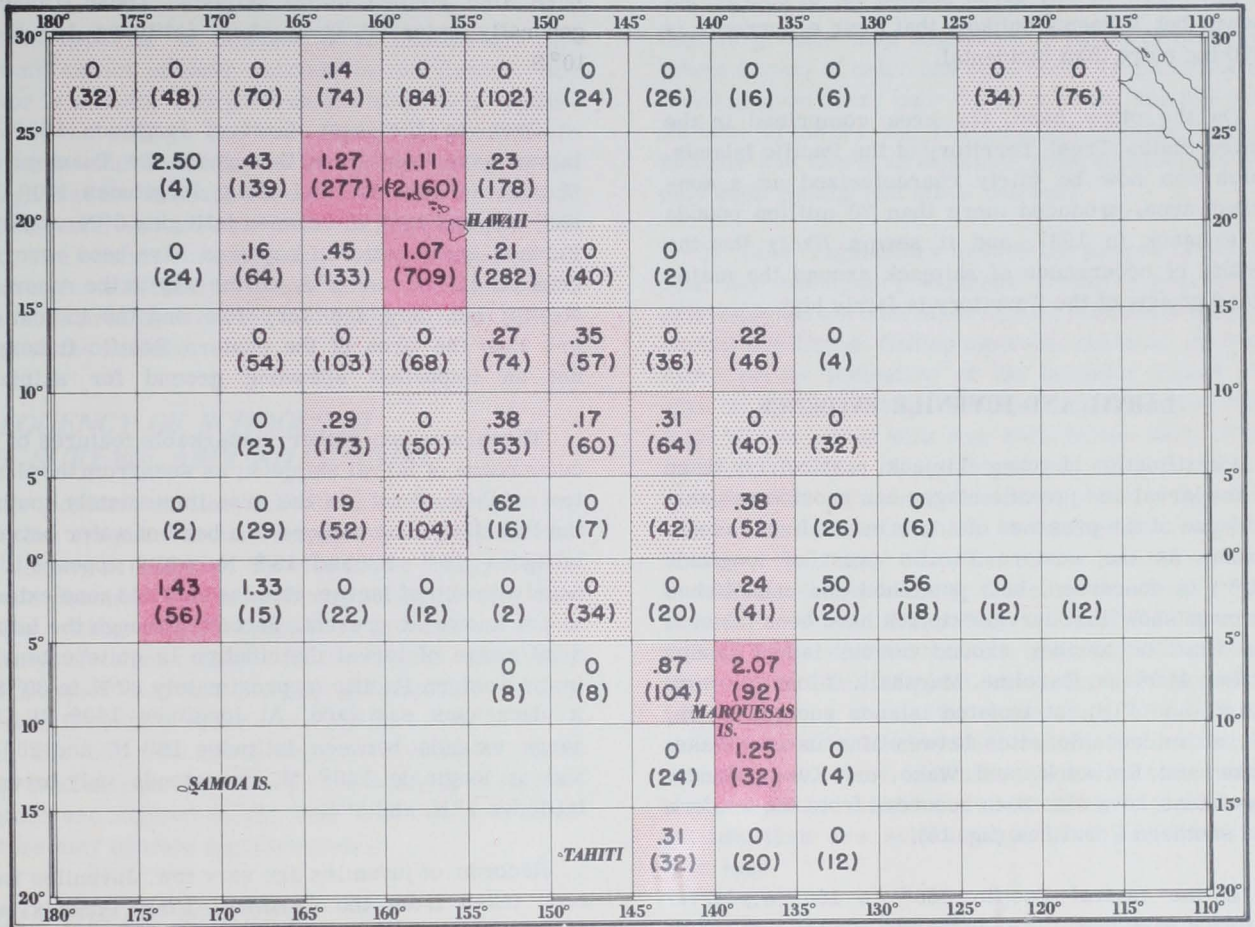 180° 175° 170° 165° 160° 155° 150° 145° 140° 135° 130° 125° 120° 115° 110°
30° 30°
0 0 0 .14 0 0 0 0 0 0 0 0
(32) (48) (70) (74) (84) (102) (24) (26) (16) (6) (34) (76)
25° 25°
2.50 .43 1.27 1.11 .23
(4) (139) (277) (2,160) (178)
20° HAWAII 20°
0 .16 .45 1.07 .21 0 0
(24) (64) (133) (709) (282) (40) (2)
15° 15°
0 0 0 .27 .35 0 .22 0
(54) (103) (68) (74) (57) (36) (46) (4)
10° 10°
0 .29 0 .38 .17 .31 0 0
(23) (173) (50) (53) (60) (64) (40) (32)
5° 5°
0 0 .19 0 .62 0 0 .38 0 0
(2) (29) (52) (104) (16) (7) (42) (52) (26) (6)
0° 0°
1.43 1.33 0 0 0 0 0 .24 .50 .56 0 0
(56) (15) (22) (12) (2) (34) (20) (41) (20) (18) (12) (12)
5° 5°
0 0 .87 2.07
(8) (8) (104) (92)
MARQUESAS
10° IS. 10°
0 1.25 0
(24) (32) (4)
SAMOA IS.
15° 15°
.31 0 0
TAHITI
(32) (20) (12)
20° 20°
180° 175° 170° 165° 160° 155° 150° 145° 140° 135° 130° 125° 120° 115° 110°